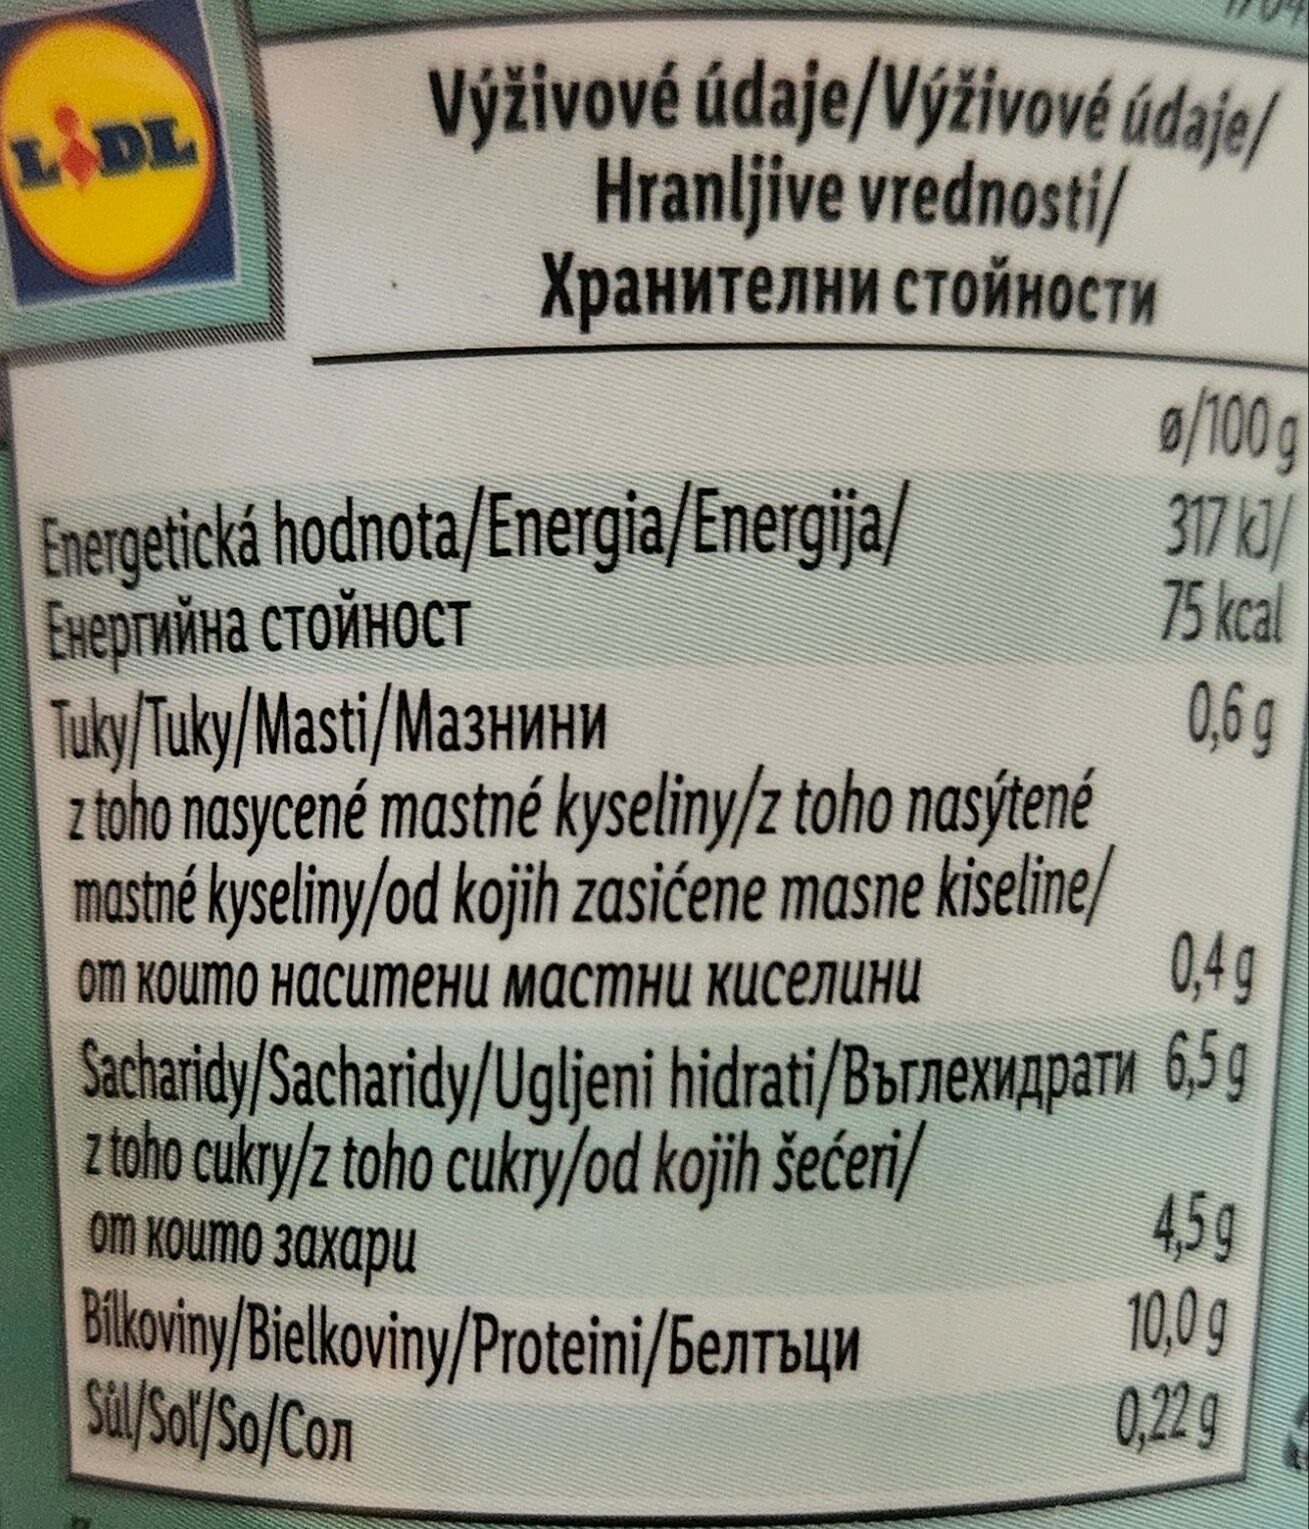 LIDL
Výživové údaje/Výživové údaje/
Hranljive vrednosti/
Хранителни стойности
ø/100 g
Energetická hodnota/Energia/Energija/ 317 kJ/
Енергийна стойност 75 kcal
Tuky/Tuky/Masti/Мазнини 0,6 g
z toho nasycené mastné kyseliny/z toho nasýtené
mastné kyseliny/od kojih zasićene masne kiseline/
от които наситени мастни киселини 0,4 g
Sacharidy/Sacharidy/Ugljeni hidrati/Въглехидрати 6,5 g
z toho cukry/z toho cukry/od kojih šećeri/
от които захари 4,5 g
Bílkoviny/Bielkoviny/Proteini/Белтъци 10,0 g
Sůl/Soľ/So/Сол 0,22 g